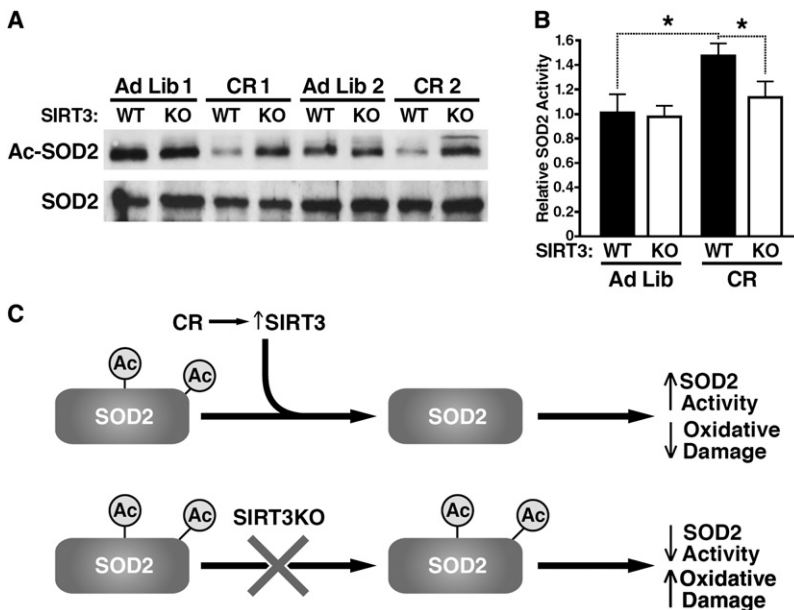 A
Ad Lib 1 CR 1 Ad Lib 2 CR 2
SIRT3: WT KO WT KO WT KO WT KO
Ac-SOD2
SOD2
B
Relative SOD2 Activity
1.6
1.4
1.2
1.0
0.8
0.6
0.4
0.2
0
* *
SIRT3: WT KO WT KO
Ad Lib CR
C
CR → ↑SIRT3
Ac Ac
SOD2
SOD2
↑ SOD2
Activity
↓ Oxidative
Damage
Ac Ac
SOD2
SIRT3KO
Ac Ac
SOD2
↓ SOD2
Activity
↑ Oxidative
Damage